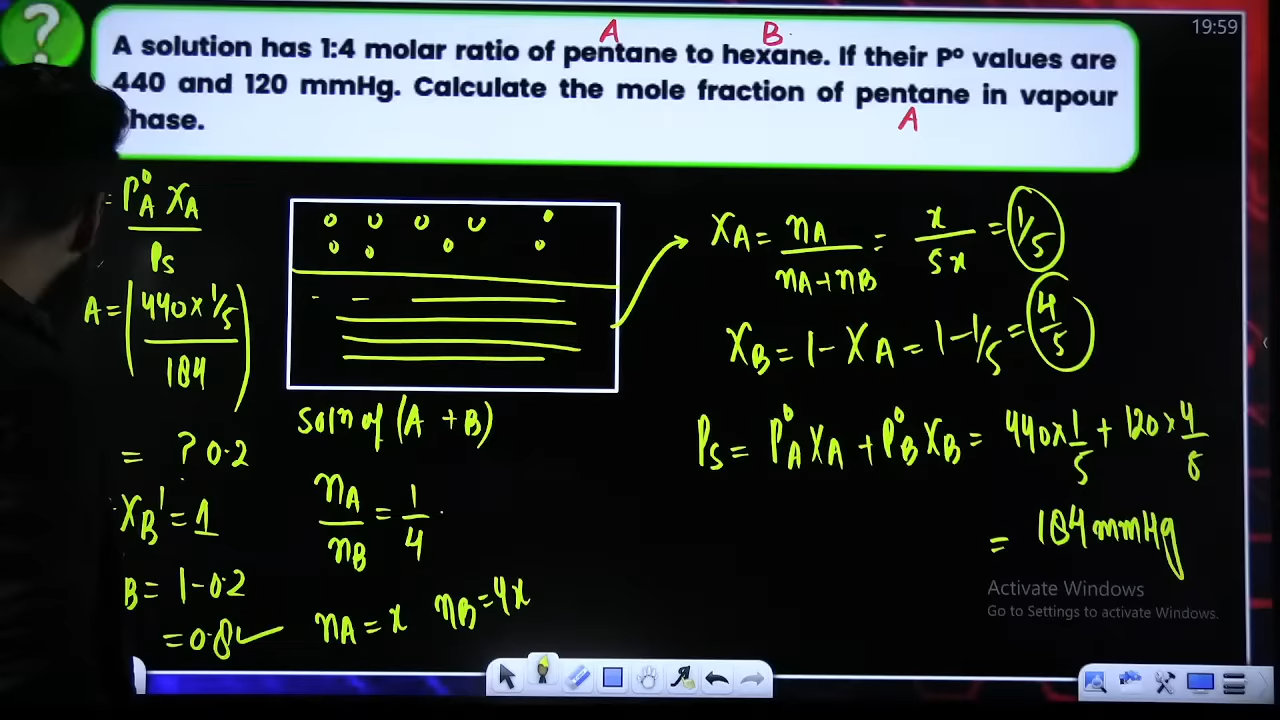 ?
19:59
A B
A solution has 1:4 molar ratio of pentane to hexane. If their Pº values are
440 and 120 mmHg. Calculate the mole fraction of pentane in vapour
A
phase.
= P°A XA / Ps
A = (440 × 1/5 / 184)
= ? 0.2
XB' = 1
B = 1 - 0.2
= 0.8 ✓
soln of (A + B)
nA / nB = 1/4
nA = x nB = 4x
XA = nA / nA + nB = x / 5x = 1/5
XB = 1 - XA = 1 - 1/5 = 4/5
Ps = P°A XA + P°B XB = 440 × 1/5 + 120 × 4/5
= 184 mmHg
Activate Windows
Go to Settings to activate Windows.